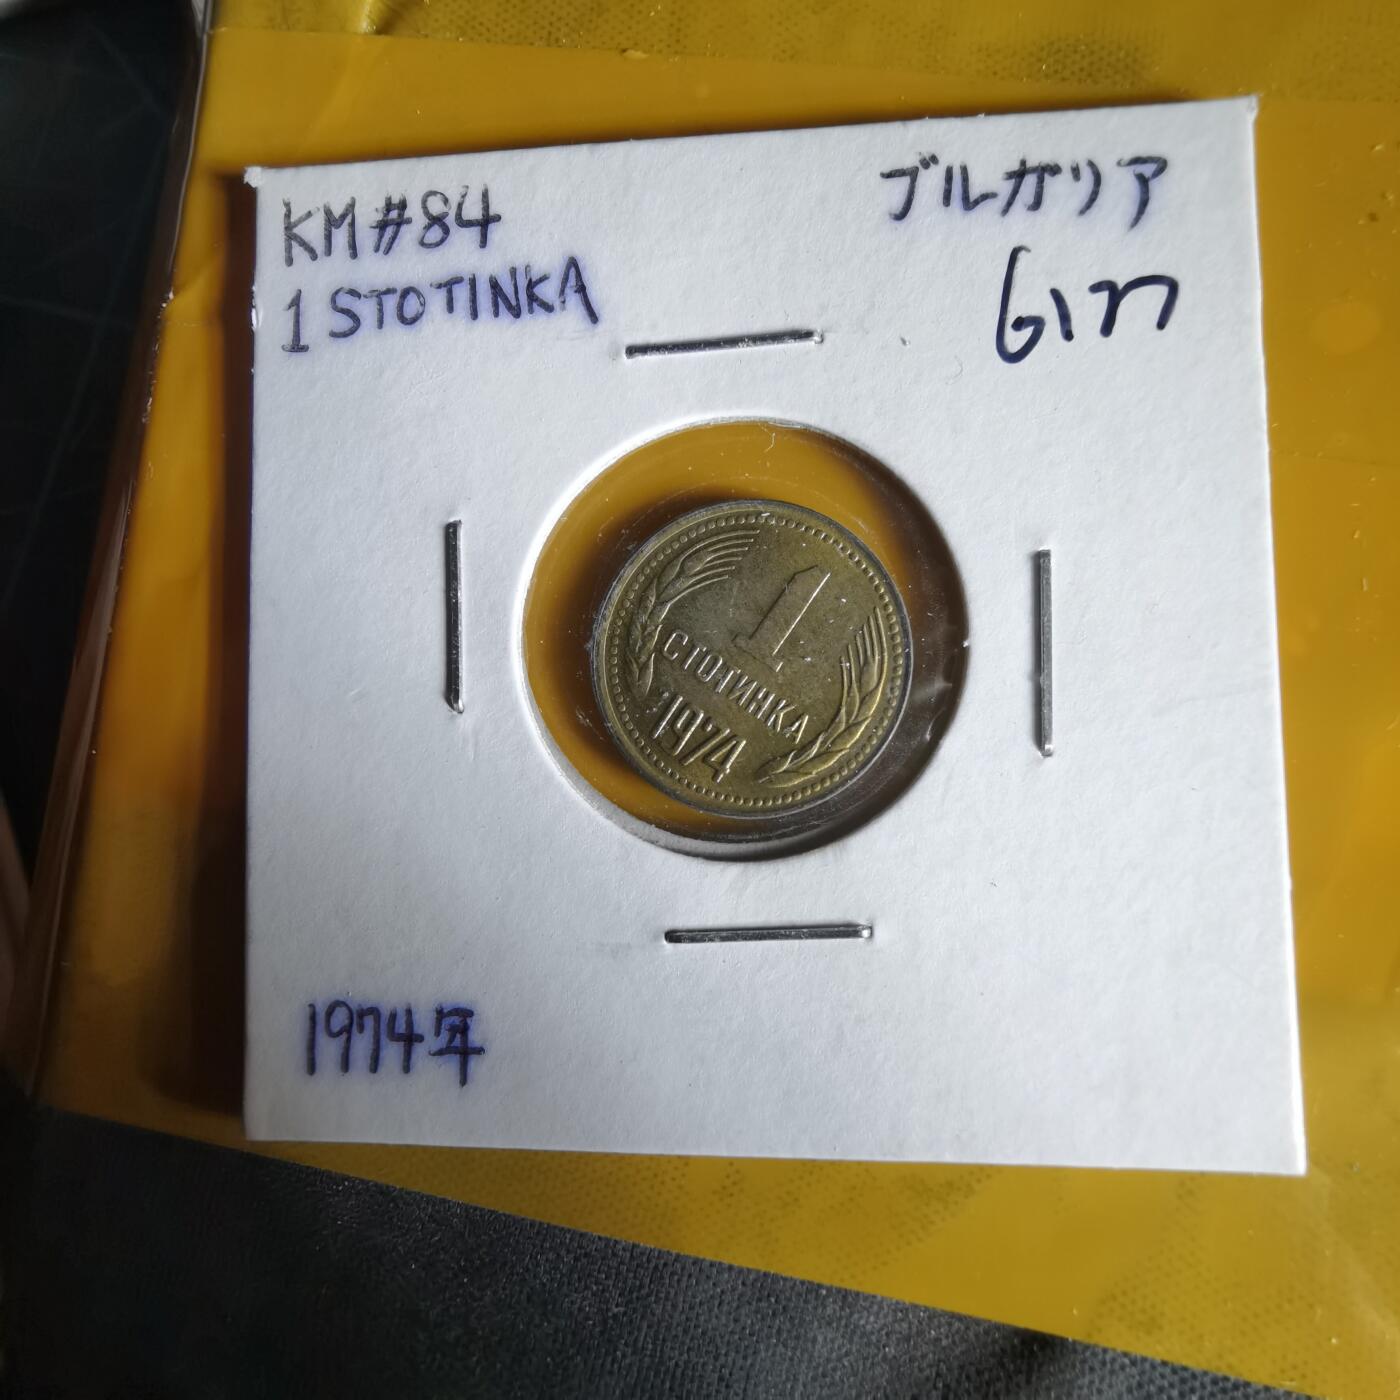 KM#84
1 STOTINKA
ブルガリア
1
СТОТИНКА
1974
1974年